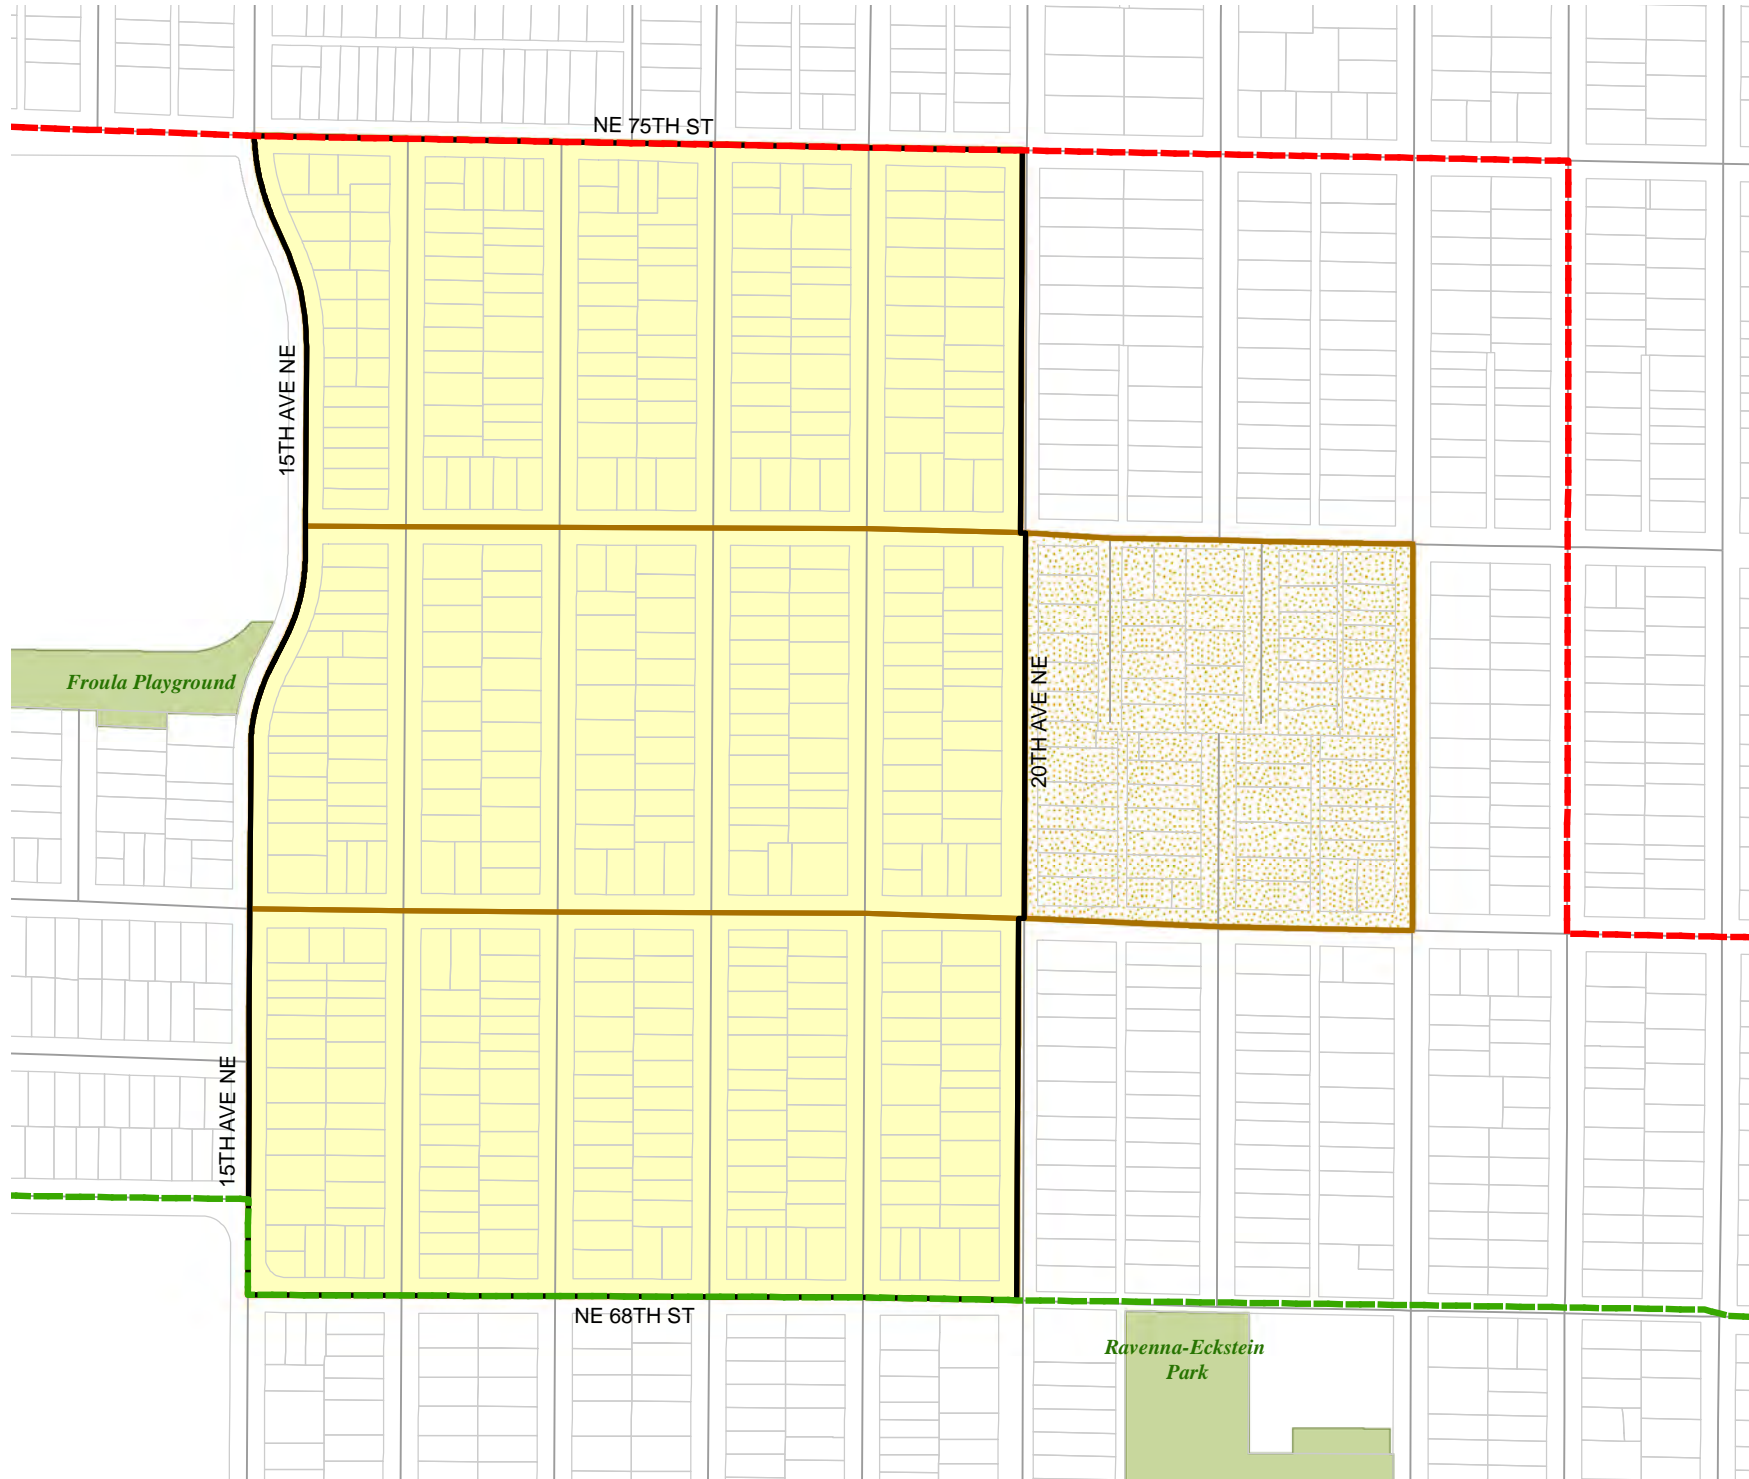 NE 75TH ST
15TH AVE NE
Froula Playground
20TH AVE NE
15TH AVE NE
NE 68TH ST
Ravenna-Eckstein
Park